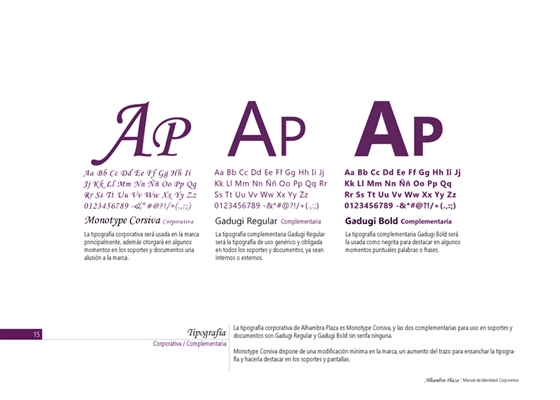 AP
AP
AP
Aa Bb Cc Dd Ee Ff Gg Hh Ii
Jj Kk Ll Mm Nn Ññ Oo Pp Qq
Rr Ss Tt Uu Vv Ww Xx Yy Zz
0123456789 -&*#@?!/+(.,:;)
Monotype Corsiva Corporativa
La tipografía corporativa será usada en la marca
principalmente, además otorgará en algunos
momentos en los soportes y documentos una
alusión a la marca .
Aa Bb Cc Dd Ee Ff Gg Hh Ii Jj
Kk Ll Mm Nn Ññ Oo Pp Qq Rr
Ss Tt Uu Vv Ww Xx Yy Zz
0123456789 -&*#@?!/+(.,:;)
Gadugi Regular Complementaria
La tipografía complementaria Gadugi Regular
será la tipografía de uso genérico y obligada
en todos los soportes y documentos, ya sean
internos o externos.
Aa Bb Cc Dd Ee Ff Gg Hh Ii Jj
Kk Ll Mm Nn Ññ Oo Pp Qq
Rr Ss Tt Uu Vv Ww Xx Yy Zz
0123456789 -&*#@?!/+(.,:;)
Gadugi Bold Complementaria
La tipografía complementaria Gadugi Bold será
la usada como negrita para destacar en algunos
momentos puntuales palabras o frases.
15
Tipografía
Corporativa / Complementaria
La tipografía corporativa de Alhambra Plaza es Monotype Corsiva, y las dos complementarias para uso en soportes y
documentos son Gadugi Regular y Gadugi Bold sin serifa ninguna.
Monotype Corsiva dispone de una modificación mínima en la marca, un aumento del trazo para ensanchar la tipogra-
fía y hacerla destacar en los soportes y pantallas.
Alhambra Plaza | Manual de Identidad Corporativa